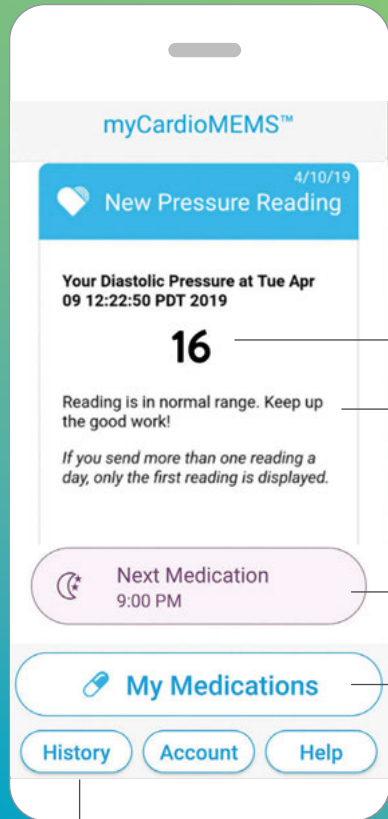 myCardioMEMS™
4/10/19
New Pressure Reading
Your Diastolic Pressure at Tue Apr
09 12:22:50 PDT 2019
16
Reading is in normal range. Keep up
the good work!
If you send more than one reading a
day, only the first reading is displayed.
Next Medication
9:00 PM
My Medications
History Account Help